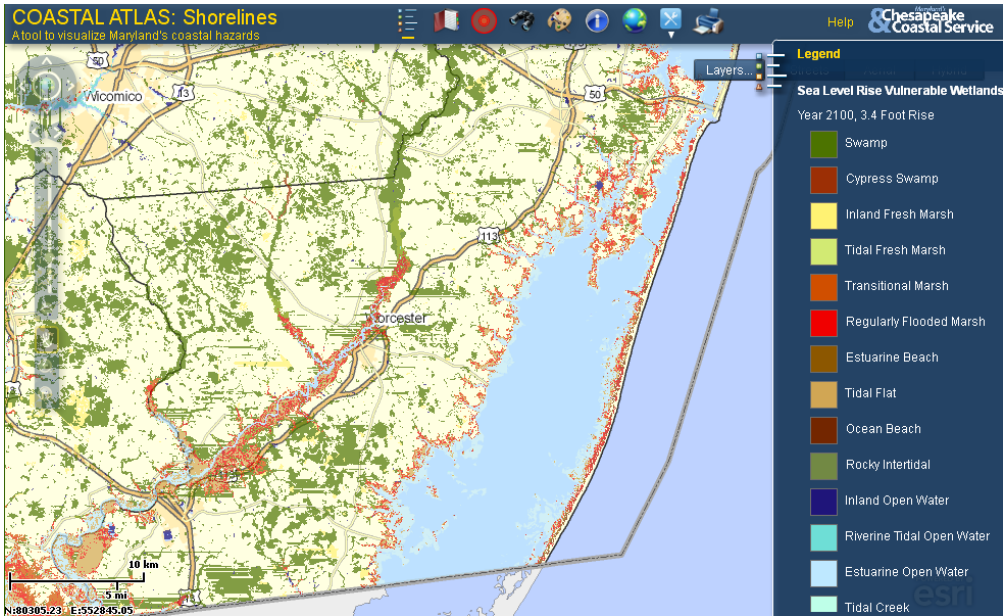 COASTAL ATLAS: Shorelines
A tool to visualize Maryland's coastal hazards
Help
Maryland's
Chesapeake
& Coastal Service
Legend
Layers...
Sea Level Rise Vulnerable Wetlands
Year 2100, 3.4 Foot Rise
Swamp
Cypress Swamp
Inland Fresh Marsh
Tidal Fresh Marsh
Transitional Marsh
Regularly Flooded Marsh
Estuarine Beach
Tidal Flat
Ocean Beach
Rocky Intertidal
Inland Open Water
Riverine Tidal Open Water
Estuarine Open Water
Tidal Creek
esri
50
Wicomico
13
50
113
Worcester
10 km
5 mi
N:80305.23 E:552845.05